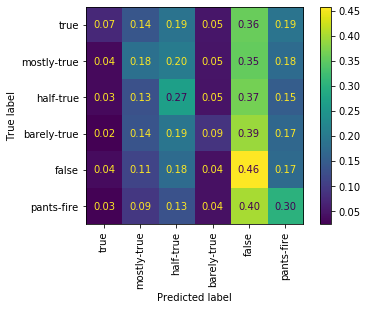 true 0.07 0.14 0.19 0.05 0.36 0.19
mostly-true 0.04 0.18 0.20 0.05 0.35 0.18
half-true 0.03 0.13 0.27 0.05 0.37 0.15
barely-true 0.02 0.14 0.19 0.09 0.39 0.17
false 0.04 0.11 0.18 0.04 0.46 0.17
pants-fire 0.03 0.09 0.13 0.04 0.40 0.30
True label
true
mostly-true
half-true
barely-true
false
pants-fire
Predicted label
0.45
0.40
0.35
0.30
0.25
0.20
0.15
0.10
0.05